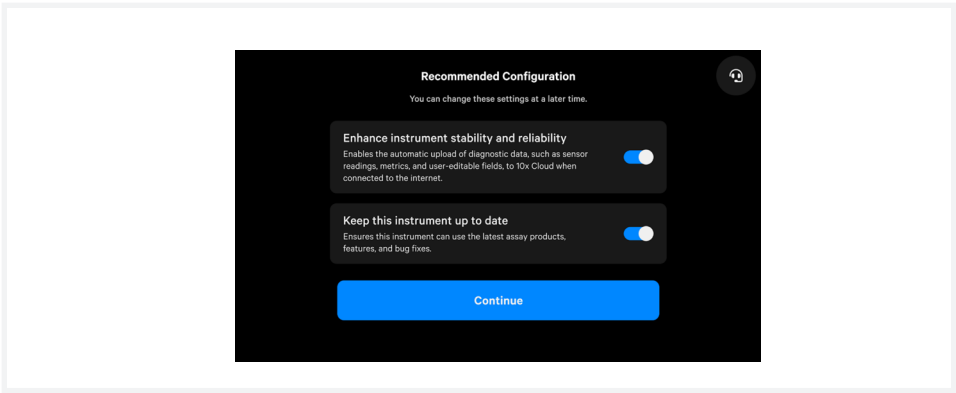 Recommended Configuration
You can change these settings at a later time.
Enhance instrument stability and reliability
Enables the automatic upload of diagnostic data, such as sensor
readings, metrics, and user-editable fields, to 10x Cloud when
connected to the internet.
Keep this instrument up to date
Ensures this instrument can use the latest assay products,
features, and bug fixes.
Continue